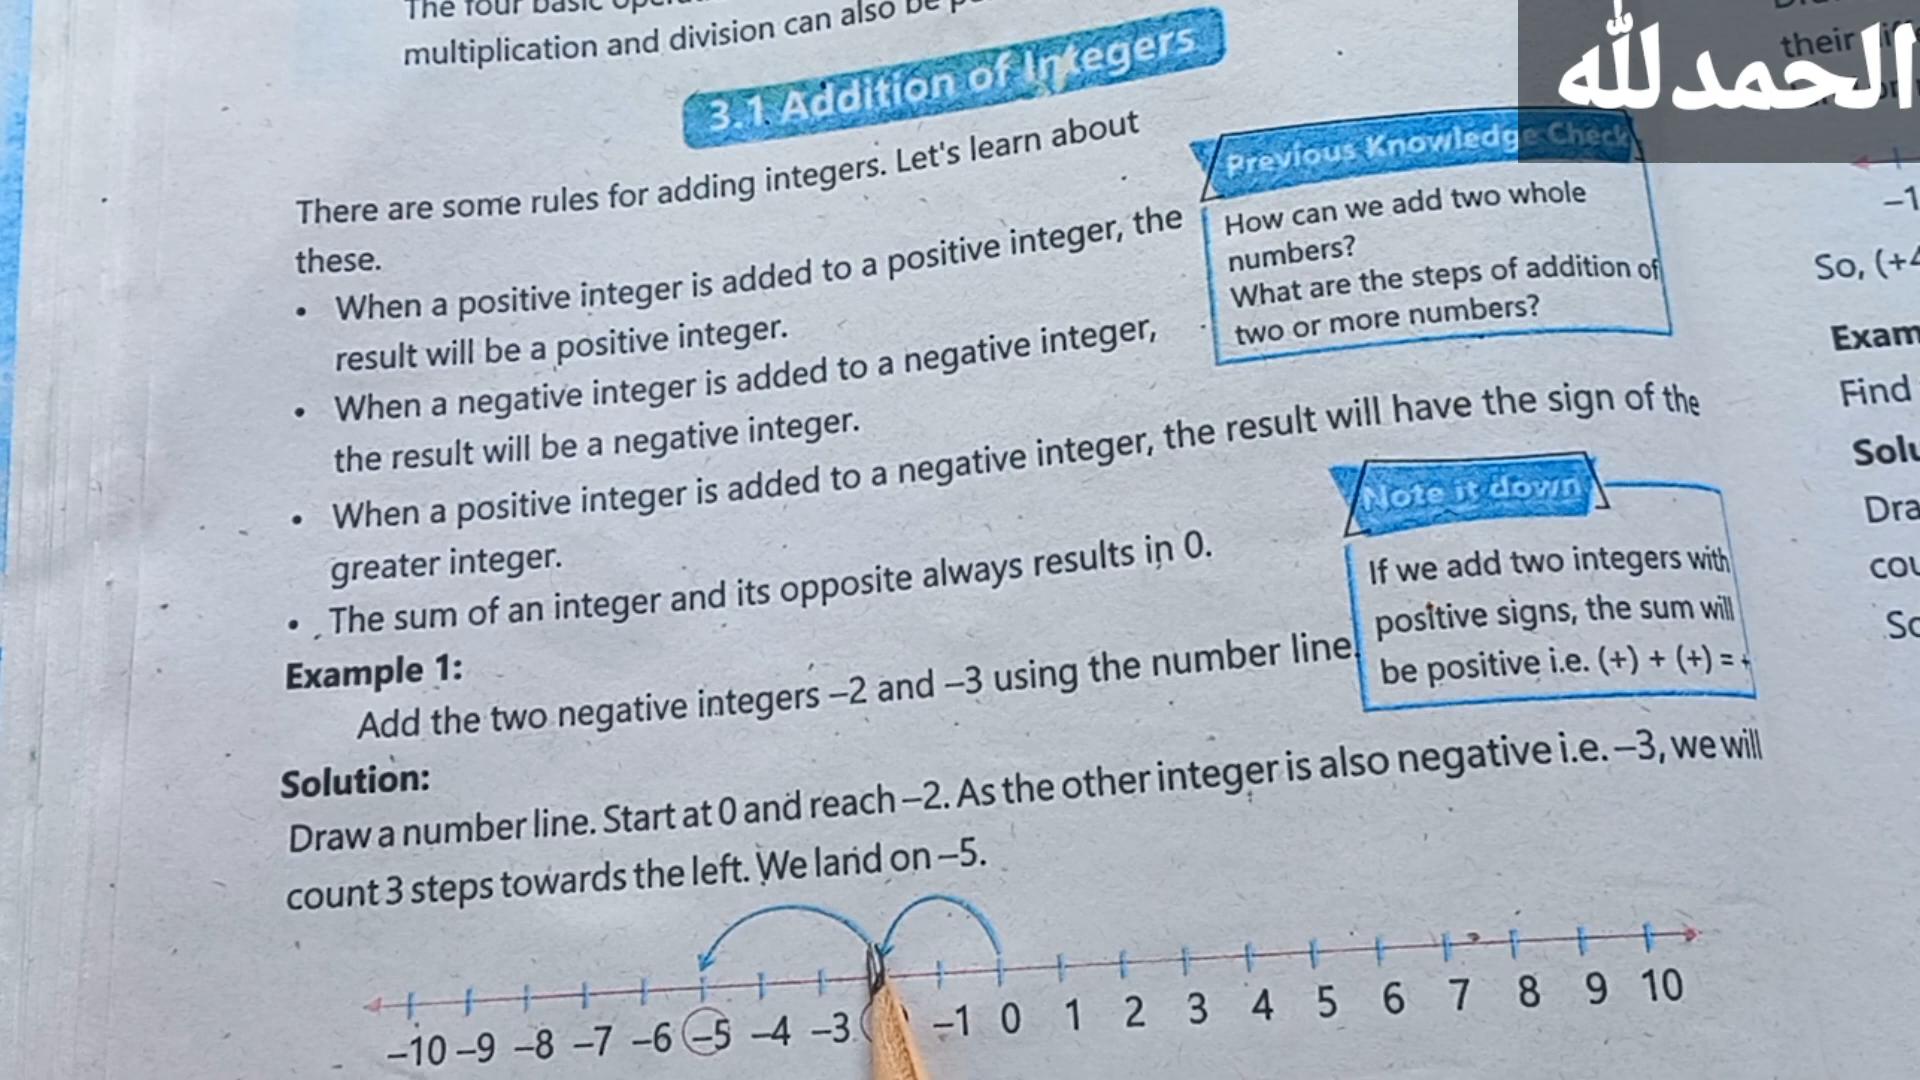 The four basic
multiplication and division can also be
3.1 Addition of Integers
There are some rules for adding integers. Let's learn about
these.
• When a positive integer is added to a positive integer, the
result will be a positive integer.
• When a negative integer is added to a negative integer,
the result will be a negative integer.
• When a positive integer is added to a negative integer, the result will have the sign of the
greater integer.
• The sum of an integer and its opposite always results in 0.
Previous Knowledge Check
How can we add two whole
numbers?
What are the steps of addition of
two or more numbers?
Note it down
If we add two integers with
positive signs, the sum will
be positive i.e. (+) + (+) = +
Example 1:
Add the two negative integers –2 and –3 using the number line.
Solution:
Draw a number line. Start at 0 and reach –2. As the other integer is also negative i.e. –3, we will
count 3 steps towards the left. We land on –5.
–10 –9 –8 –7 –6 –5 –4 –3 –1 0 1 2 3 4 5 6 7 8 9 10
الحمدلله
their
–1
So, (+4
Exam
Find
Solu
Dra
cou
So